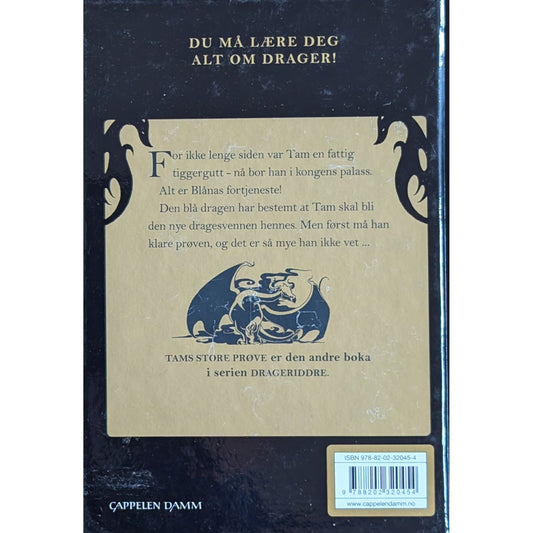 DU MÅ LÆRE DEG
ALT OM DRAGER!
For ikke lenge siden var Tam en fattig
tiggergutt – nå bor han i kongens palass.
Alt er Blånas fortjeneste!
Den blå dragen har bestemt at Tam skal bli
den nye dragesvennen hennes. Men først må han
klare prøven, og det er så mye han ikke vet ...
TAMS STORE PRØVE er den andre boka
i serien DRAGERIDDRE.
ISBN 978-82-02-32045-4
9 788202 320454
www.cappelendamm.no
CAPPELEN DAMM